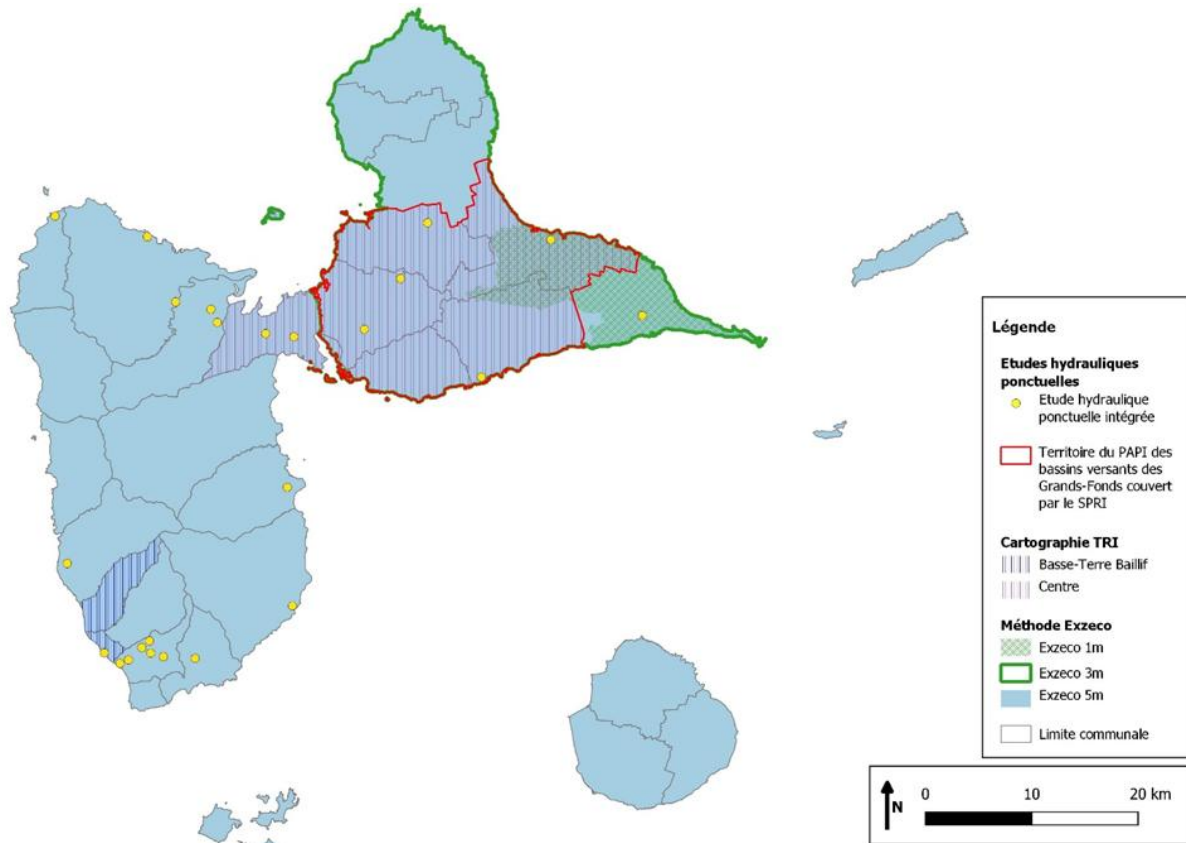 Légende
Etudes hydrauliques
ponctuelles
Etude hydraulique
ponctuelle intégrée
Territoire du PAPI des
bassins versants des
Grands-Fonds couvert
par le SPRI
Cartographie TRI
Basse-Terre Baillif
Centre
Méthode Exzeco
Exzeco 1m
Exzeco 3m
Exzeco 5m
Limite communale
N
0 10 20 km